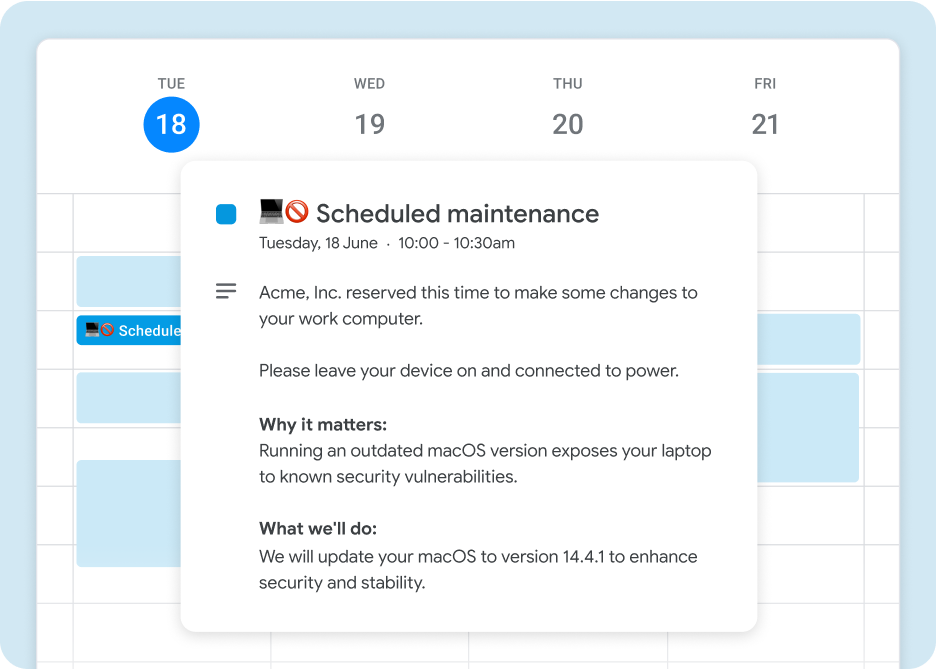 TUE WED THU FRI
18 19 20 21
💻🚫 Scheduled maintenance
Tuesday, 18 June · 10:00 - 10:30am
Acme, Inc. reserved this time to make some changes to
your work computer.
Please leave your device on and connected to power.
Why it matters:
Running an outdated macOS version exposes your laptop
to known security vulnerabilities.
What we'll do:
We will update your macOS to version 14.4.1 to enhance
security and stability.
💻🚫 Schedule